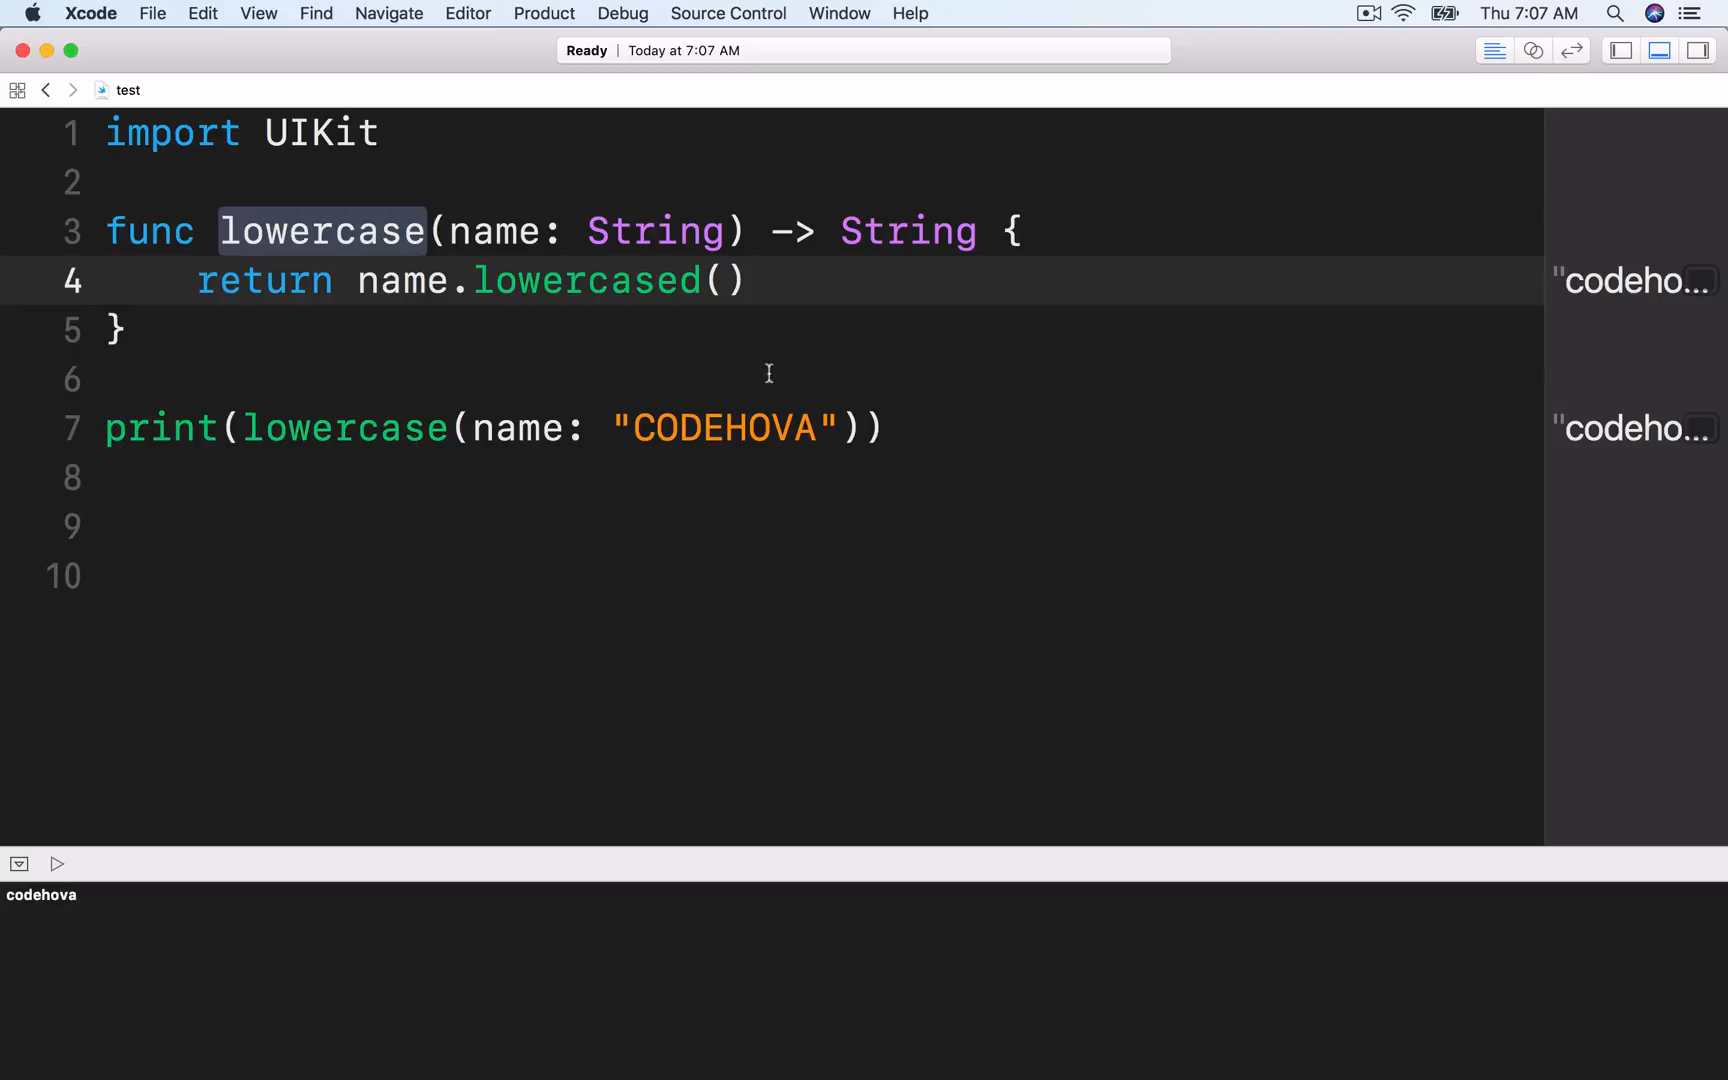 Xcode File Edit View Find Navigate Editor Product Debug Source Control Window Help Thu 7:07 AM
Ready | Today at 7:07 AM
test
1 import UIKit
2
3 func lowercase(name: String) -> String {
4 return name.lowercased() "codeho...
5 }
6
7 print(lowercase(name: "CODEHOVA")) "codeho...
8
9
10
codehova